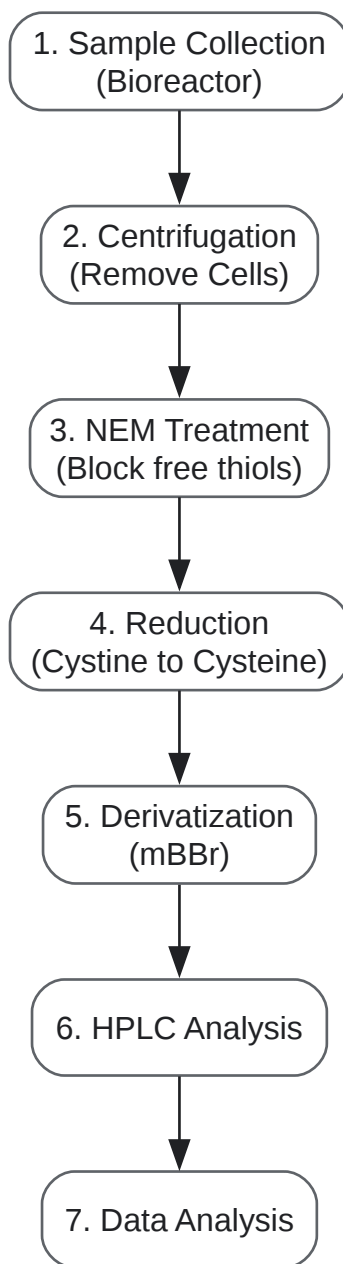 1. Sample Collection
(Bioreactor)
2. Centrifugation
(Remove Cells)
3. NEM Treatment
(Block free thiols)
4. Reduction
(Cystine to Cysteine)
5. Derivatization
(mBBr)
6. HPLC Analysis
7. Data Analysis